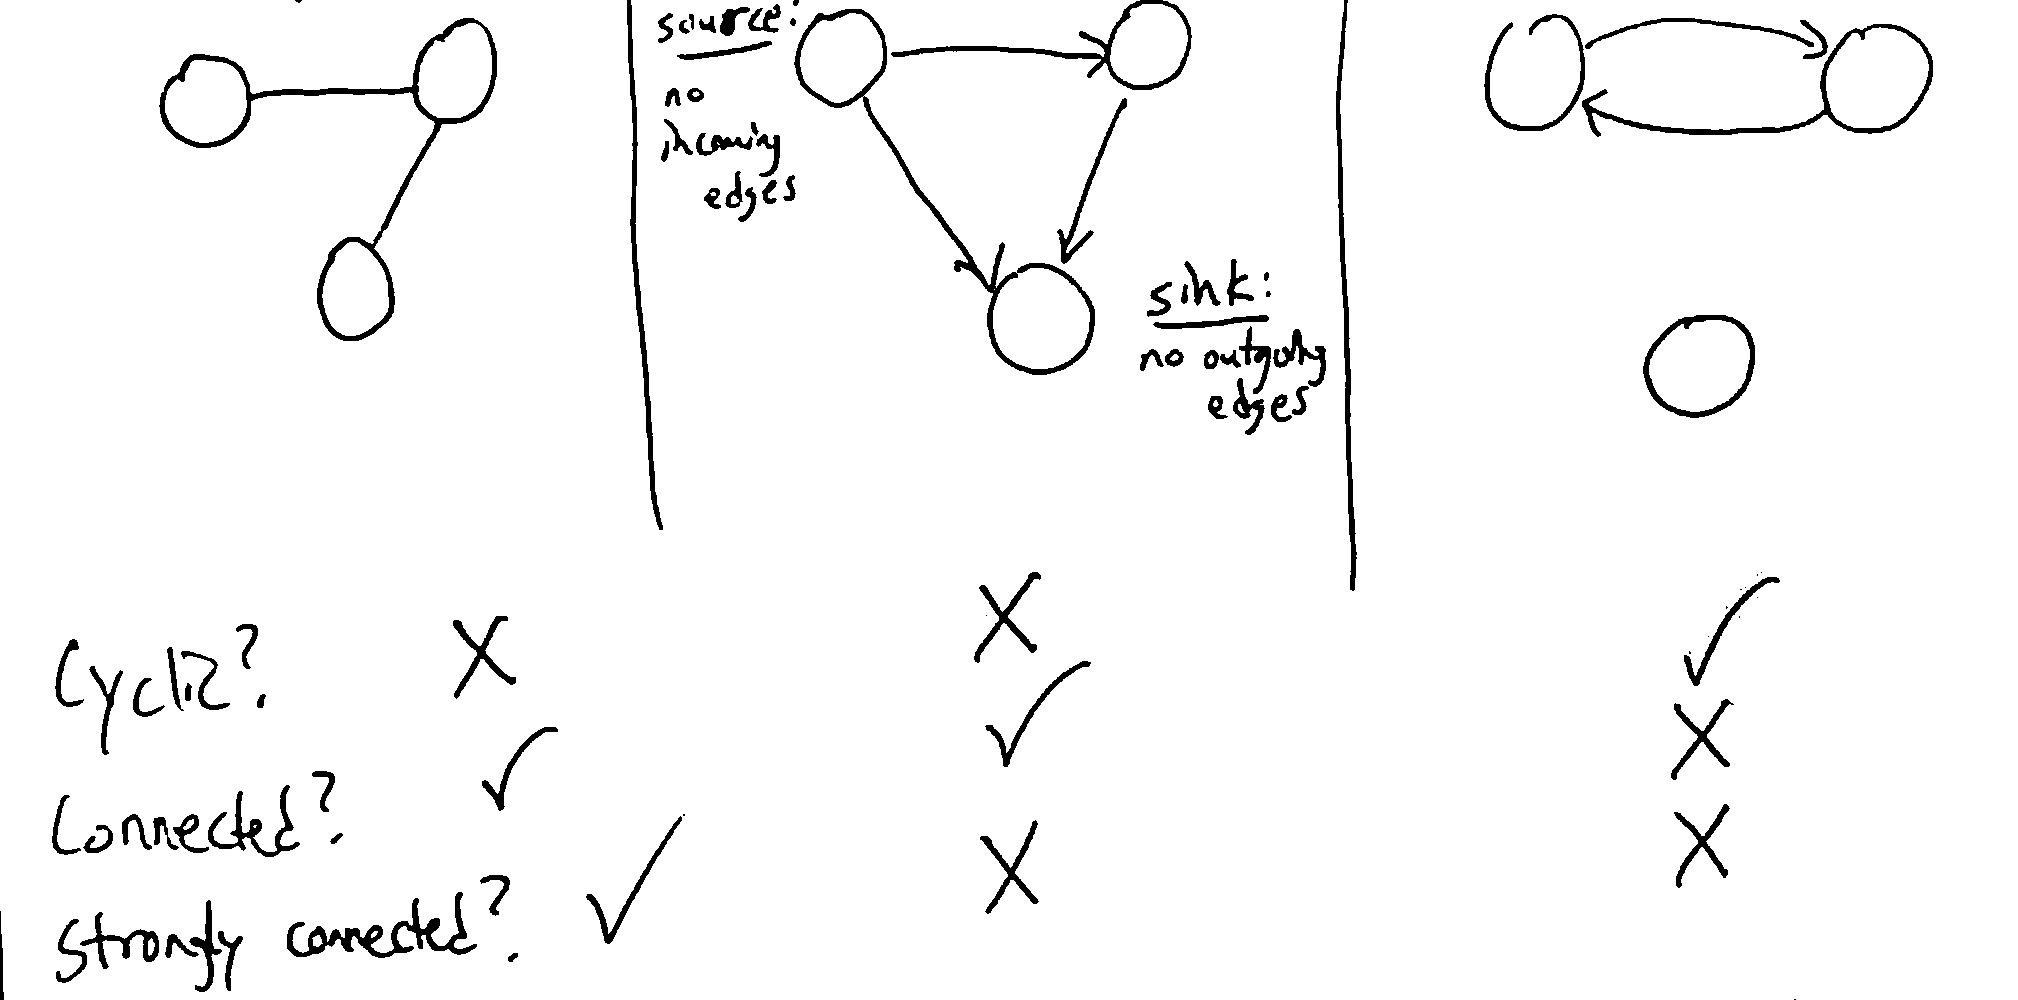 source:
no
incoming
edges
sink:
no outgoing
edges
Cyclic?
Connected?
Strongly connected?